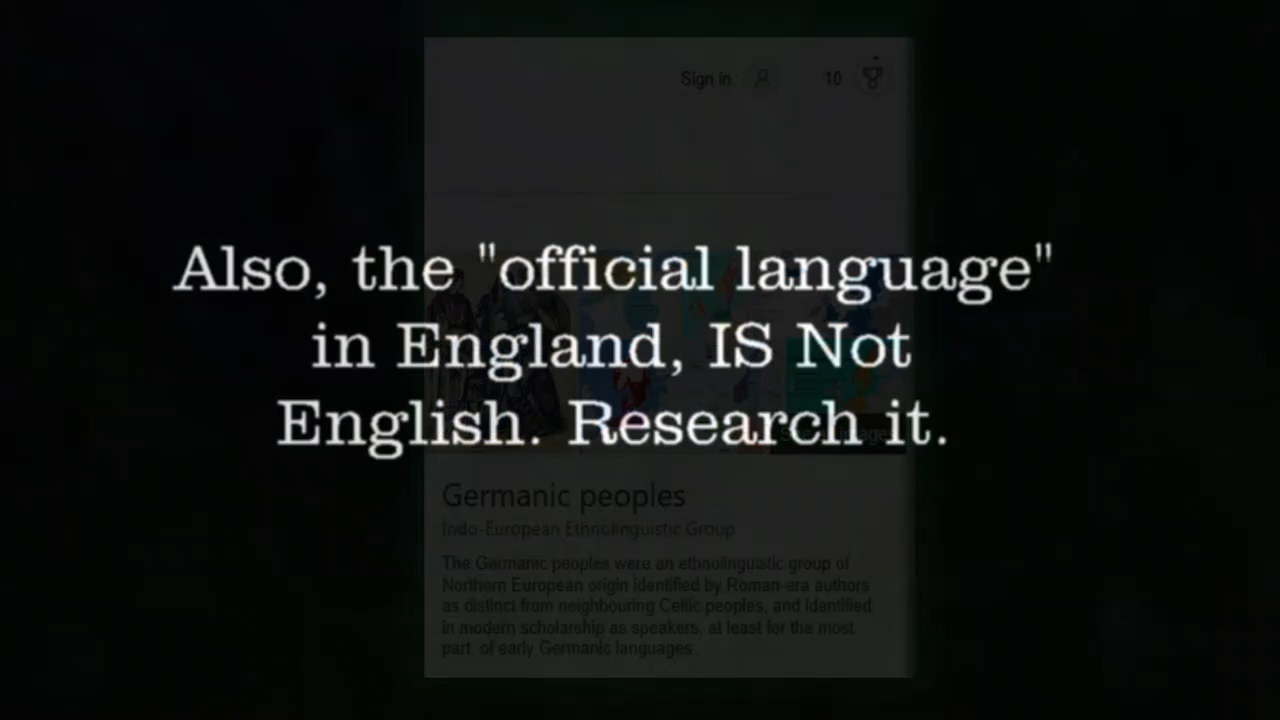 Sign in 10
Also, the "official language"
in England, IS Not
English. Research it.
Germanic peoples
Indo-European Ethnolinguistic Group
The Germanic peoples were an ethnolinguistic group of
Northern European origin identified by Roman-era authors
as distinct from neighbouring Celtic peoples, and identified
in modern scholarship as speakers, at least for the most
part, of early Germanic languages.